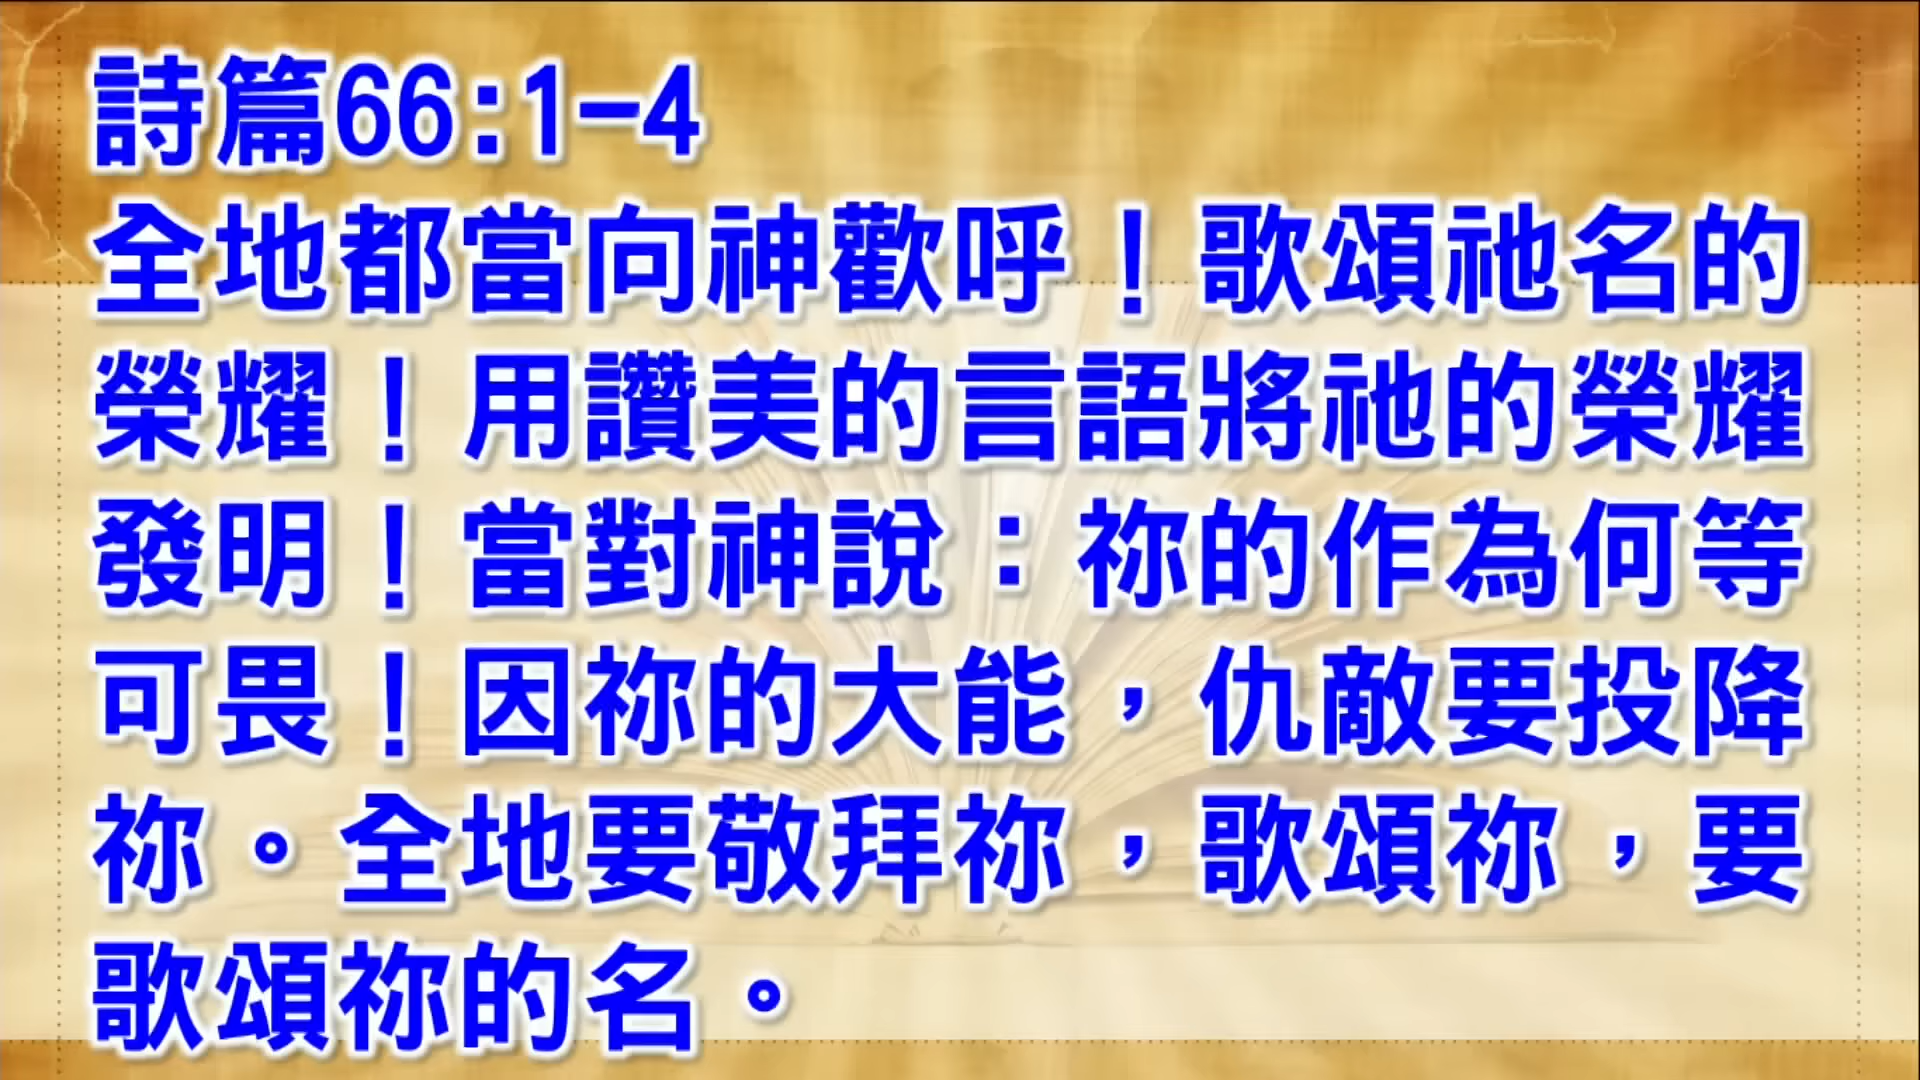 詩篇66:1-4
全地都當向神歡呼！歌頌祂名的
榮耀！用讚美的言語將祂的榮耀
發明！當對神說：祢的作為何等
可畏！因祢的大能，仇敵要投降
祢。全地要敬拜祢，歌頌祢，要
歌頌祢的名。